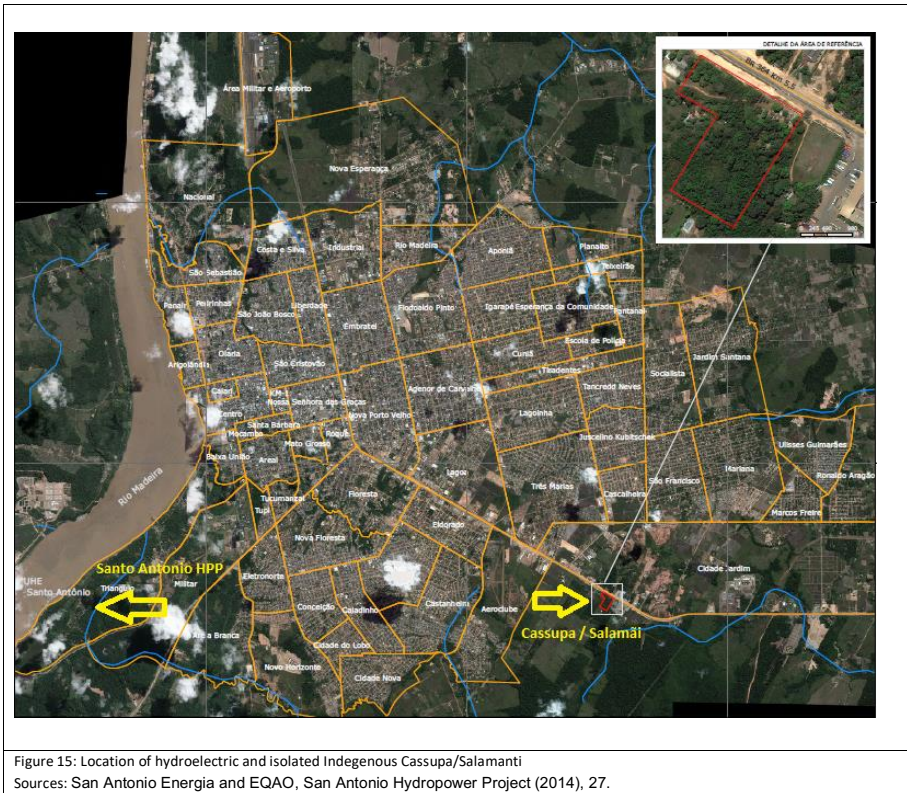 DETALHE DA ÁREA DE REFERÊNCIA
BR 364 Km 5,5
Área Militar e Aeroporto
Nova Esperança
Nacional
Costa e Silva
Industrial
Rio Madeira
Aponiã
Planalto
São Sebastião
Teixeirão
Panair
Pedrinhas
São João Bosco
Liberdade
Flodoaldo Pinto
Igarapé
Esperança da Comunidade
Embratel
Escola de Polícia
Olaria
Arigolândia
São Cristovão
Cuniã
Jardim Santana
Tiradentes
Socialista
Caiari
KM1
Agenor de Carvalho
Tancredo Neves
Nossa Senhora das Graças
Centro
Nova Porto Velho
Lagoinha
Santa Bárbara
Mocambo
Roque
Mato Grosso
Juscelino Kubitschek
Ulisses Guimarães
Baixa União
Areal
Lagoa
Mariana
Ronaldo Aragão
Rio Madeira
Três Marias
São Francisco
Floresta
Cascalheira
Tucumanzal
Tupi
Marcos Freire
Eldorado
Nova Floresta
Santo Antonio HPP
Cidade Jardim
Eletronorte
UHE
Santo Antônio
Triangulo
Militar
Conceição
Caladinho
Castanheira
Aeroclube
Cassupa / Salamãi
Areia Branca
Cidade do Lobo
Novo Horizonte
Cidade Nova
Figure 15: Location of hydroelectric and isolated Indegenous Cassupa/Salamanti
Sources: San Antonio Energia and EQAO, San Antonio Hydropower Project (2014), 27.